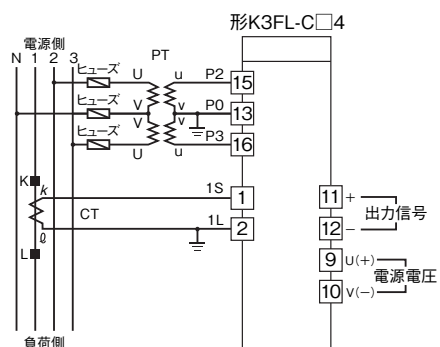 形K3FL-C□4
電源側
N 1 2 3
PT
ヒューズ U u P2 15
ヒューズ V v P0 13
V v
ヒューズ U u P3 16
K k 1S 1
CT
L ℓ 1L 2
11 +
出力信号
12 −
9 U(+)
電源電圧
10 V(−)
負荷側